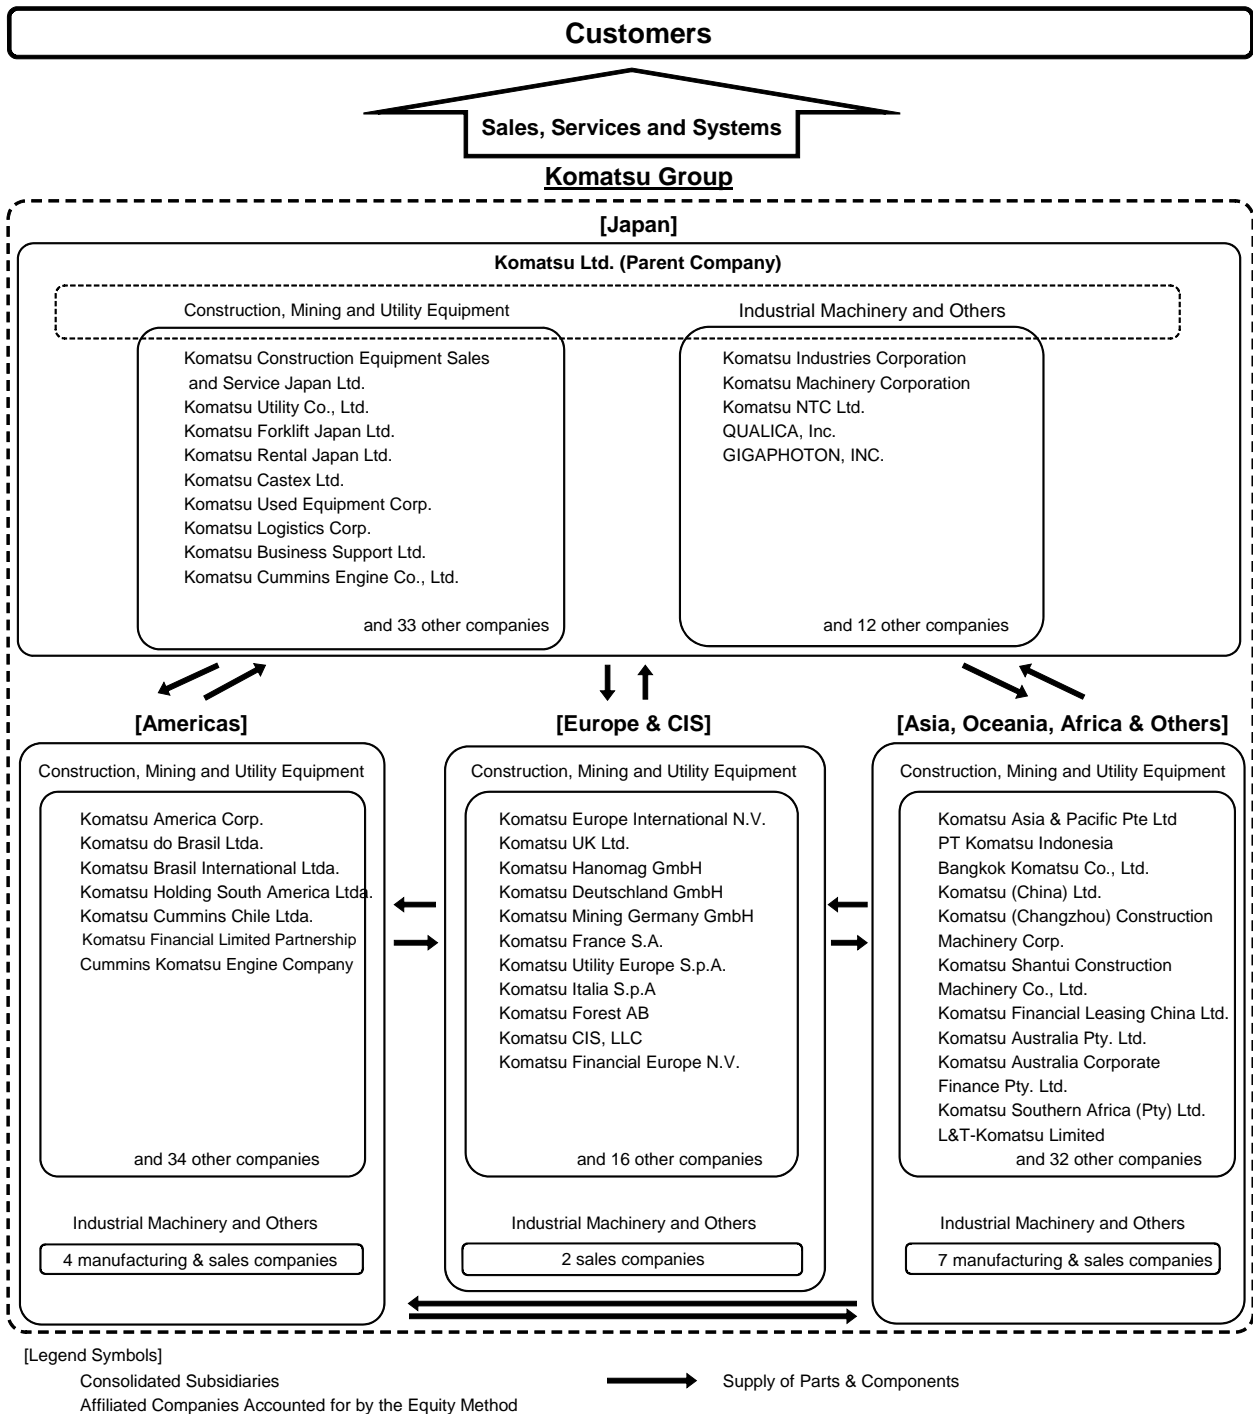 Customers
Sales, Services and Systems
Komatsu Group
[Japan]
Komatsu Ltd. (Parent Company)
Construction, Mining and Utility Equipment
Komatsu Construction Equipment Sales
and Service Japan Ltd.
Komatsu Utility Co., Ltd.
Komatsu Forklift Japan Ltd.
Komatsu Rental Japan Ltd.
Komatsu Castex Ltd.
Komatsu Used Equipment Corp.
Komatsu Logistics Corp.
Komatsu Business Support Ltd.
Komatsu Cummins Engine Co., Ltd.
and 33 other companies
Industrial Machinery and Others
Komatsu Industries Corporation
Komatsu Machinery Corporation
Komatsu NTC Ltd.
QUALICA, Inc.
GIGAPHOTON, INC.
and 12 other companies
[Americas]
Construction, Mining and Utility Equipment
Komatsu America Corp.
Komatsu do Brasil Ltda.
Komatsu Brasil International Ltda.
Komatsu Holding South America Ltda.
Komatsu Cummins Chile Ltda.
Komatsu Financial Limited Partnership
Cummins Komatsu Engine Company
and 34 other companies
Industrial Machinery and Others
4 manufacturing & sales companies
[Europe & CIS]
Construction, Mining and Utility Equipment
Komatsu Europe International N.V.
Komatsu UK Ltd.
Komatsu Hanomag GmbH
Komatsu Deutschland GmbH
Komatsu Mining Germany GmbH
Komatsu France S.A.
Komatsu Utility Europe S.p.A.
Komatsu Italia S.p.A
Komatsu Forest AB
Komatsu CIS, LLC
Komatsu Financial Europe N.V.
and 16 other companies
Industrial Machinery and Others
2 sales companies
[Asia, Oceania, Africa & Others]
Construction, Mining and Utility Equipment
Komatsu Asia & Pacific Pte Ltd
PT Komatsu Indonesia
Bangkok Komatsu Co., Ltd.
Komatsu (China) Ltd.
Komatsu (Changzhou) Construction
Machinery Corp.
Komatsu Shantui Construction
Machinery Co., Ltd.
Komatsu Financial Leasing China Ltd.
Komatsu Australia Pty. Ltd.
Komatsu Australia Corporate
Finance Pty. Ltd.
Komatsu Southern Africa (Pty) Ltd.
L&T-Komatsu Limited
and 32 other companies
Industrial Machinery and Others
7 manufacturing & sales companies
[Legend Symbols]
Consolidated Subsidiaries
Supply of Parts & Components
Affiliated Companies Accounted for by the Equity Method